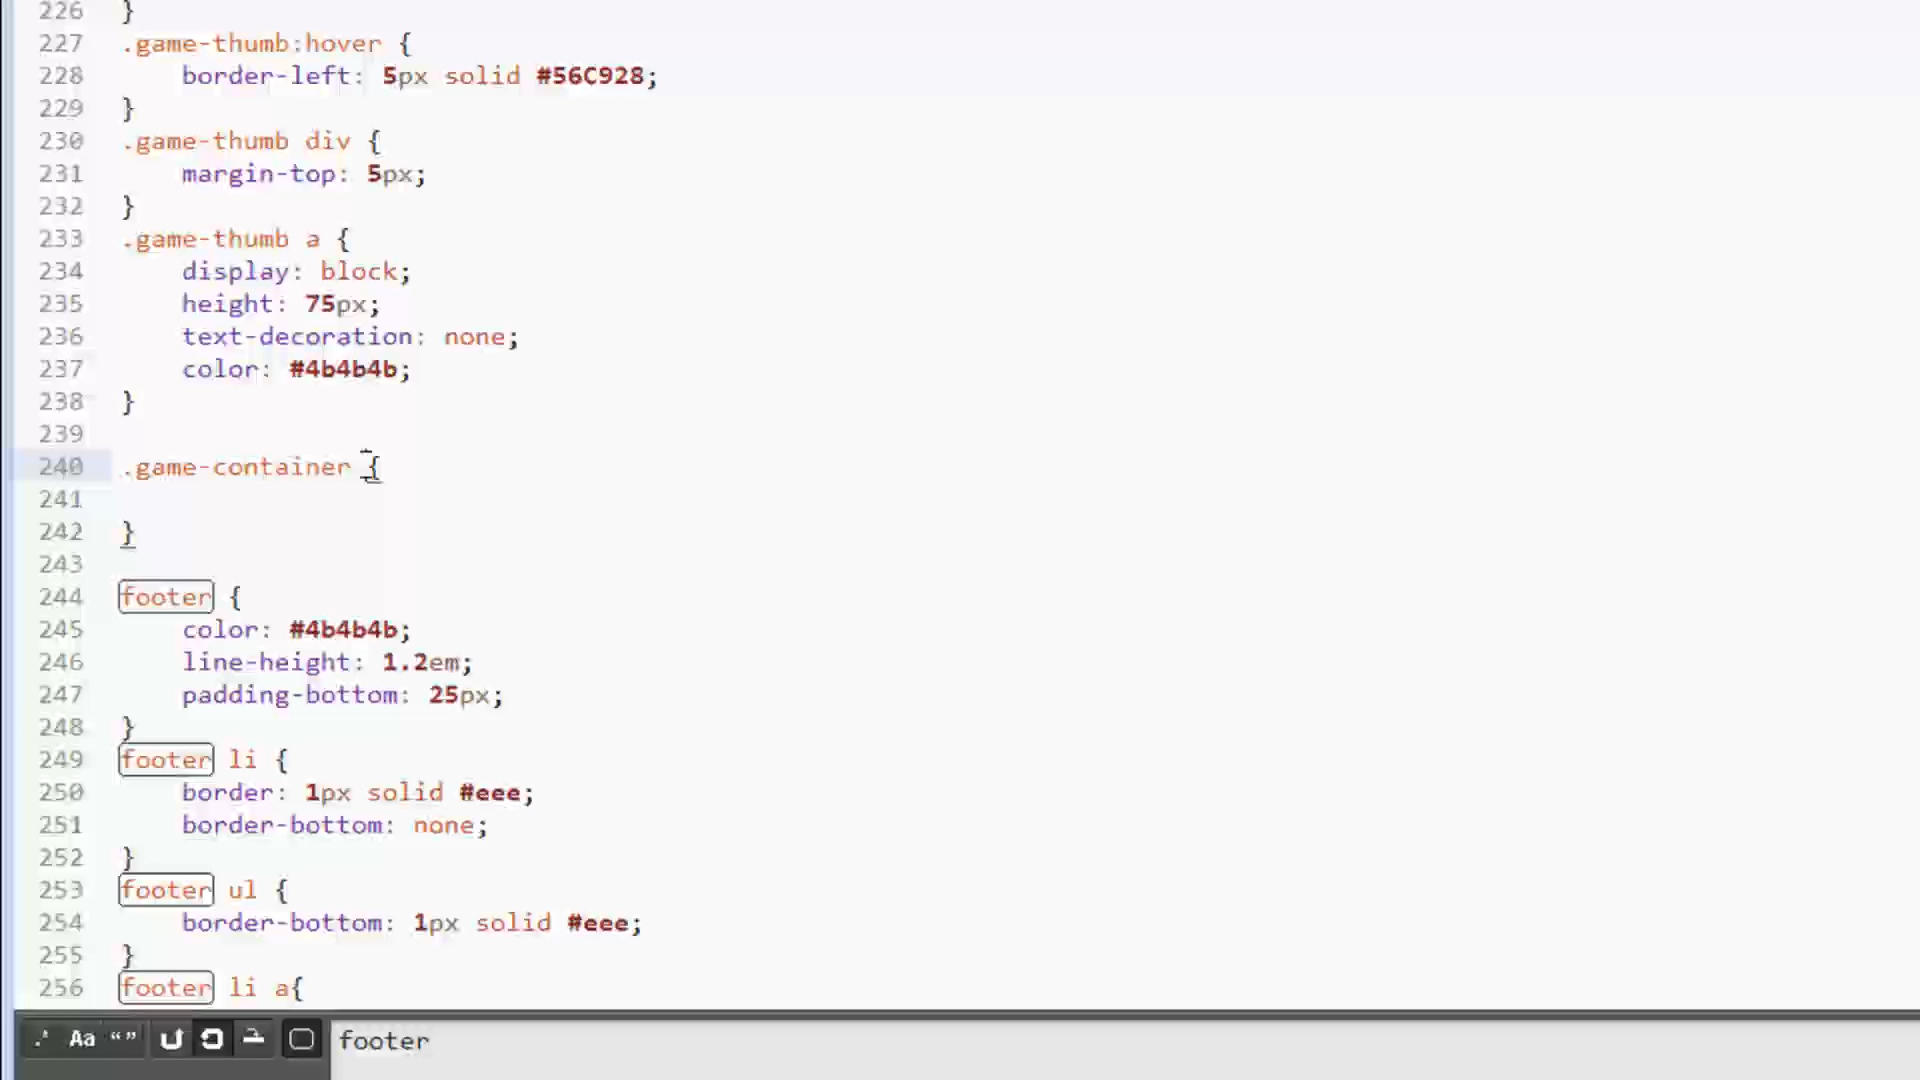 226 }
227 .game-thumb:hover {
228 border-left: 5px solid #56C928;
229 }
230 .game-thumb div {
231 margin-top: 5px;
232 }
233 .game-thumb a {
234 display: block;
235 height: 75px;
236 text-decoration: none;
237 color: #4b4b4b;
238 }
239
240 .game-container {
241
242 }
243
244 footer {
245 color: #4b4b4b;
246 line-height: 1.2em;
247 padding-bottom: 25px;
248 }
249 footer li {
250 border: 1px solid #eee;
251 border-bottom: none;
252 }
253 footer ul {
254 border-bottom: 1px solid #eee;
255 }
256 footer li a{
.* Aa “” footer